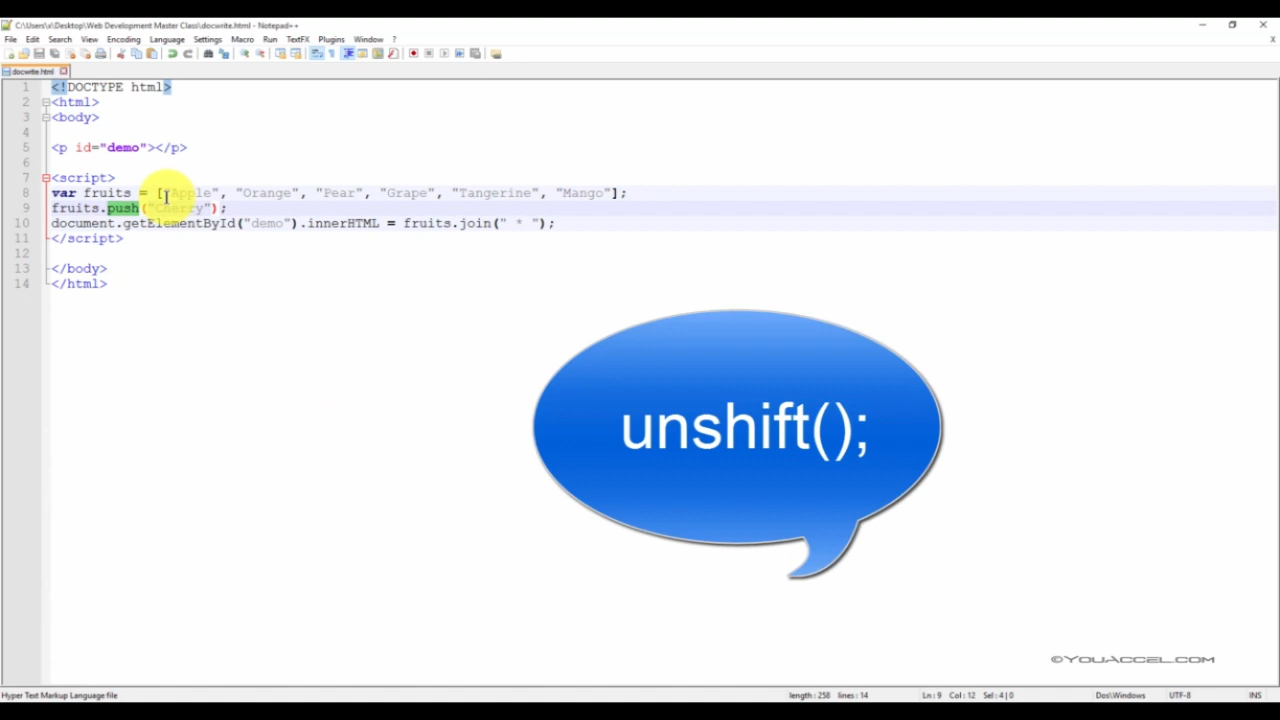 C:\Users\x\Desktop\Web Development Master Class\docwrite.html - Notepad++
File Edit Search View Encoding Language Settings Macro Run TextFX Plugins Window ? X
docwrite.html
1 <!DOCTYPE html>
2 <html>
3 <body>
4
5 <p id="demo"></p>
6
7 <script>
8 var fruits = ["Apple", "Orange", "Pear", "Grape", "Tangerine", "Mango"];
9 fruits.push("Cherry");
10 document.getElementById("demo").innerHTML = fruits.join(" * ");
11 </script>
12
13 </body>
14 </html>
unshift();
©YOUACCEL.COM
Hyper Text Markup Language file length : 258 lines : 14 Ln : 9 Col : 12 Sel : 4 | 0 Dos\Windows UTF-8 INS